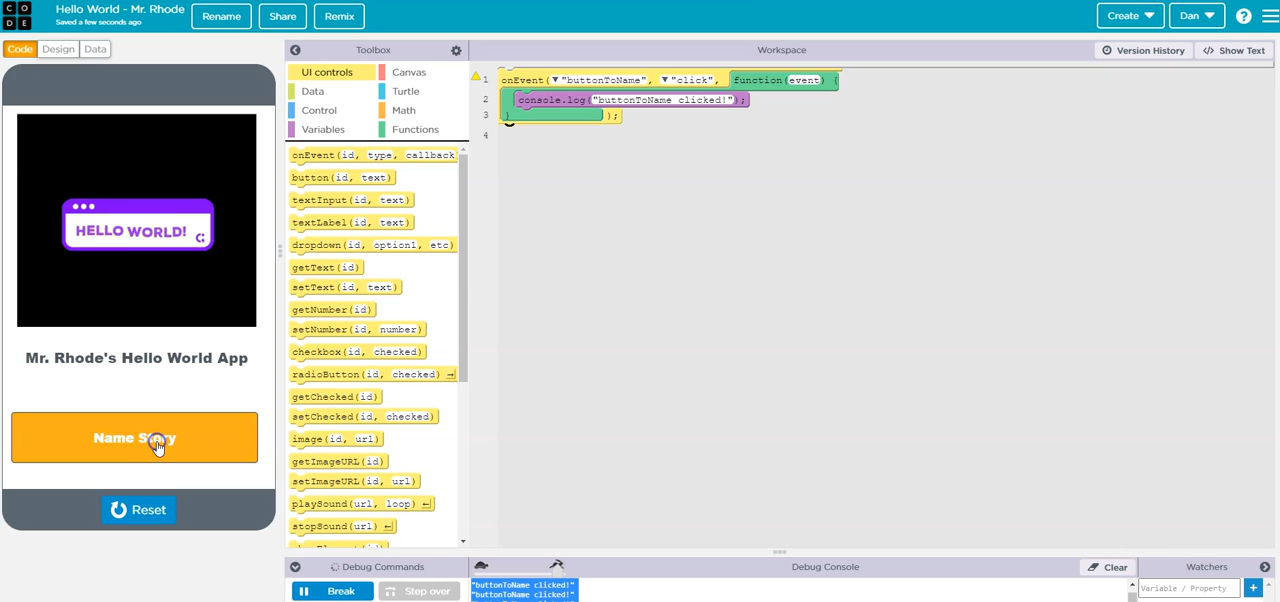 CO
DE
Hello World - Mr. Rhode
Saved a few seconds ago
Rename
Share
Remix
Create
Dan
?
Code
Design
Data
Toolbox
Workspace
Version History
</> Show Text
UI controls
Canvas
Data
Turtle
Control
Math
Variables
Functions
onEvent(id, type, callback
button(id, text)
textInput(id, text)
textLabel(id, text)
dropdown(id, option1, etc)
getText(id)
setText(id, text)
getNumber(id)
setNumber(id, number)
checkbox(id, checked)
radioButton(id, checked)
getChecked(id)
setChecked(id, checked)
image(id, url)
getImageURL(id)
setImageURL(id, url)
playSound(url, loop)
stopSound(url)
1 onEvent("buttonToName", "click", function(event) {
2 console.log("buttonToName clicked!");
3 } );
4
HELLO WORLD!
Mr. Rhode's Hello World App
Name Story
Reset
Debug Commands
Debug Console
Clear
Watchers
Break
Step over
"buttonToName clicked!"
"buttonToName clicked!"
Variable / Property
+